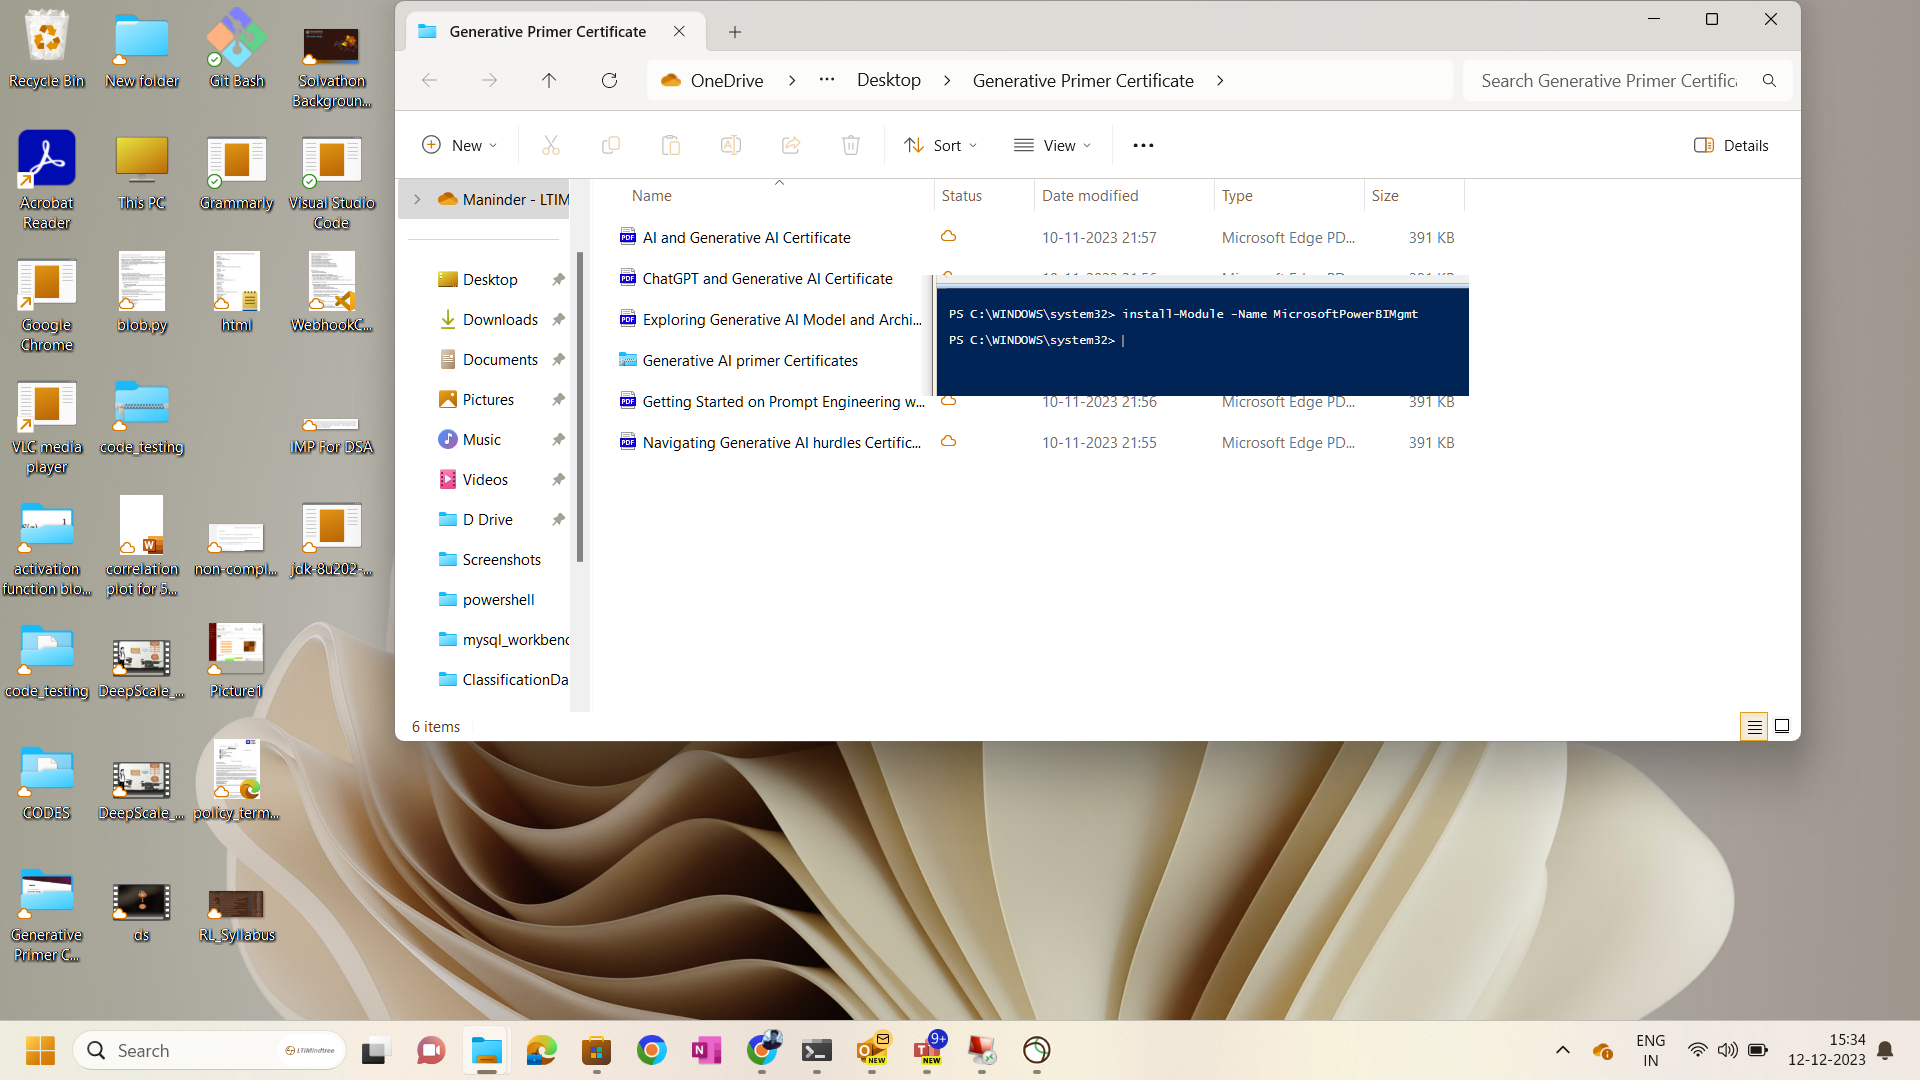 Recycle Bin
New folder
Git Bash
Solvathon
Backgroun...
Acrobat
Reader
This PC
Grammarly
Visual Studio
Code
Google
Chrome
blob.py
html
WebhookC...
VLC media
player
code_testing
IMP For DSA
activation
function blo...
correlation
plot for 5...
non-compl...
jdk-8u202-...
code_testing
DeepScale_...
Picture1
CODES
DeepScale_...
policy_term...
Generative
Primer C...
ds
RL_Syllabus
Generative Primer Certificate
OneDrive
...
Desktop
Generative Primer Certificate
Search Generative Primer Certific
New
Sort
View
Details
Maninder - LTIM
Desktop
Downloads
Documents
Pictures
Music
Videos
D Drive
Screenshots
powershell
mysql_workbenc
ClassificationDa
Name Status Date modified Type Size
AI and Generative AI Certificate 10-11-2023 21:57 Microsoft Edge PD... 391 KB
ChatGPT and Generative AI Certificate
Exploring Generative AI Model and Archi...
Generative AI primer Certificates
Getting Started on Prompt Engineering w... 10-11-2023 21:56 Microsoft Edge PD... 391 KB
Navigating Generative AI hurdles Certific... 10-11-2023 21:55 Microsoft Edge PD... 391 KB
PS C:\WINDOWS\system32> install-Module -Name MicrosoftPowerBIMgmt
PS C:\WINDOWS\system32>
6 items
Search
LTIMindtree
NEW
9+
NEW
ENG
IN
15:34
12-12-2023